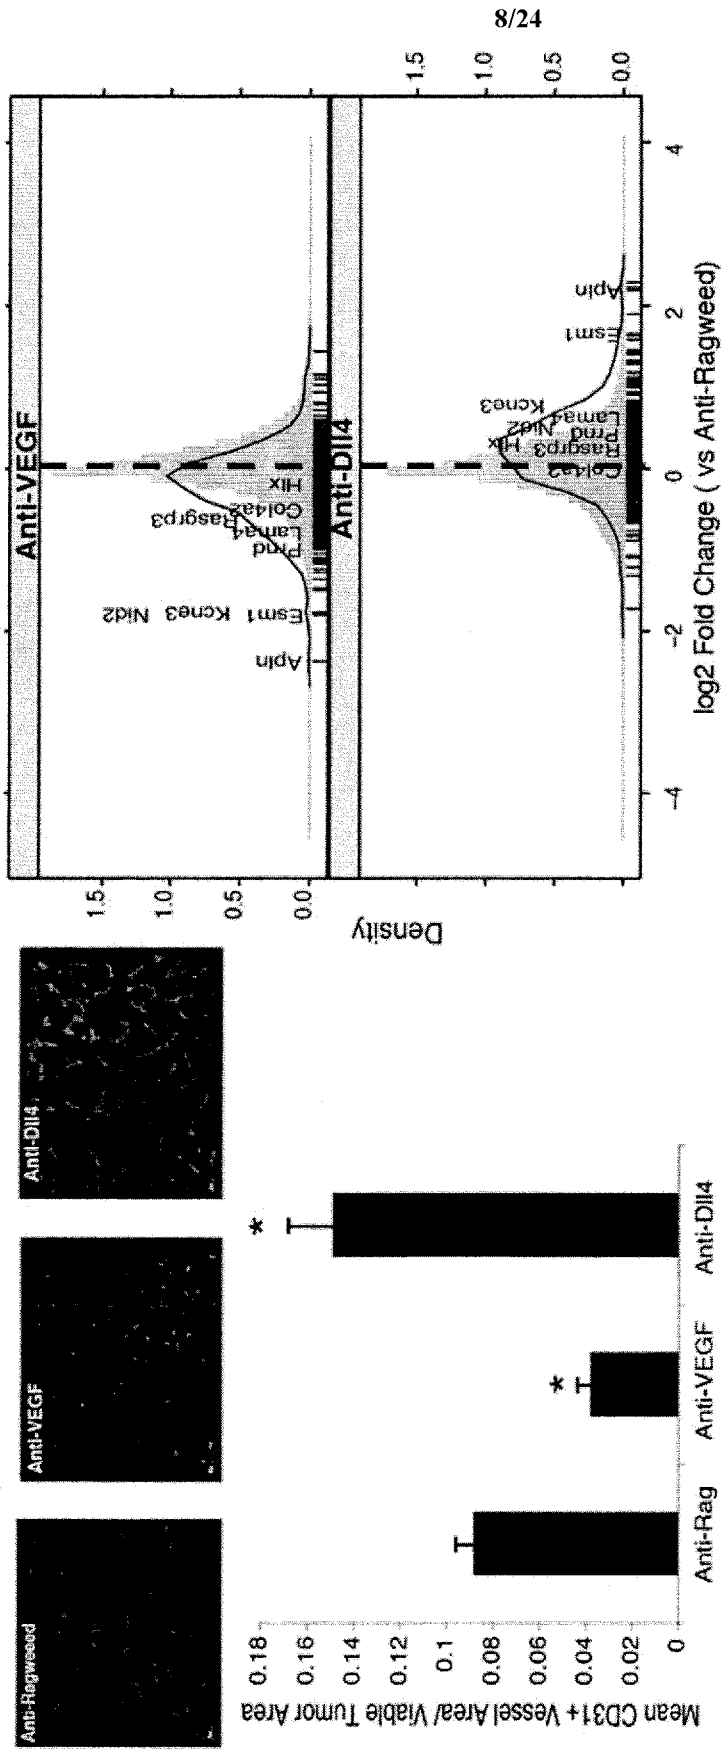 8/24
Anti-Ragweed
Anti-VEGF
Anti-Dll4
Mean CD31+ Vessel Area/ Viable Tumor Area
0.18
0.16
0.14
0.12
0.1
0.08
0.06
0.04
0.02
0
*
*
Anti-Rag
Anti-VEGF
Anti-Dll4
Anti-VEGF
1.5
1.0
0.5
0.0
Apln
Esm1 Kcne3 Nid2
Prnd
Lama4
Rasgrp3
Col4a2
Hlx
Density
Anti-Dll4
1.5
1.0
0.5
0.0
Col4a2
Rasgrp3
Hlx
Prnd
Nid2
Lama4
Kcne3
Esm1
Apln
-4
-2
0
2
4
log2 Fold Change ( vs Anti-Ragweed)